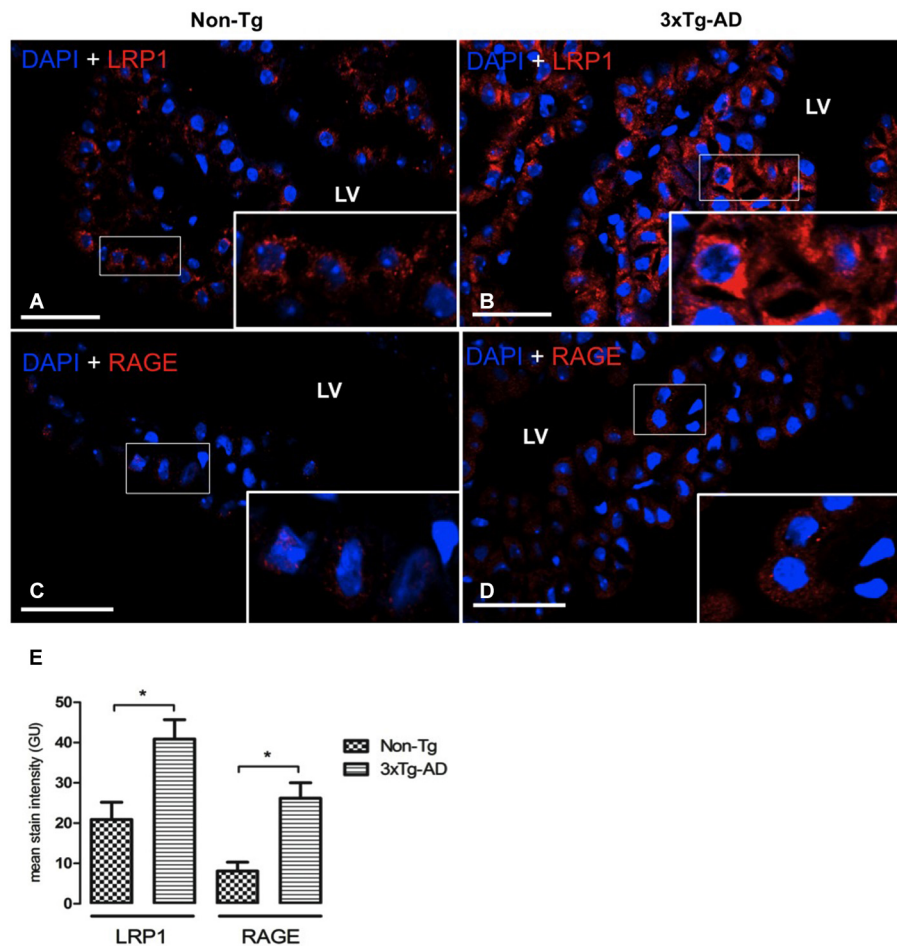 Non-Tg
3xTg-AD
DAPI + LRP1
LV
A
DAPI + LRP1
LV
B
DAPI + RAGE
LV
C
DAPI + RAGE
LV
D
E
mean stain intensity (GU)
50
40
30
20
10
0
*
*
Non-Tg
3xTg-AD
LRP1
RAGE